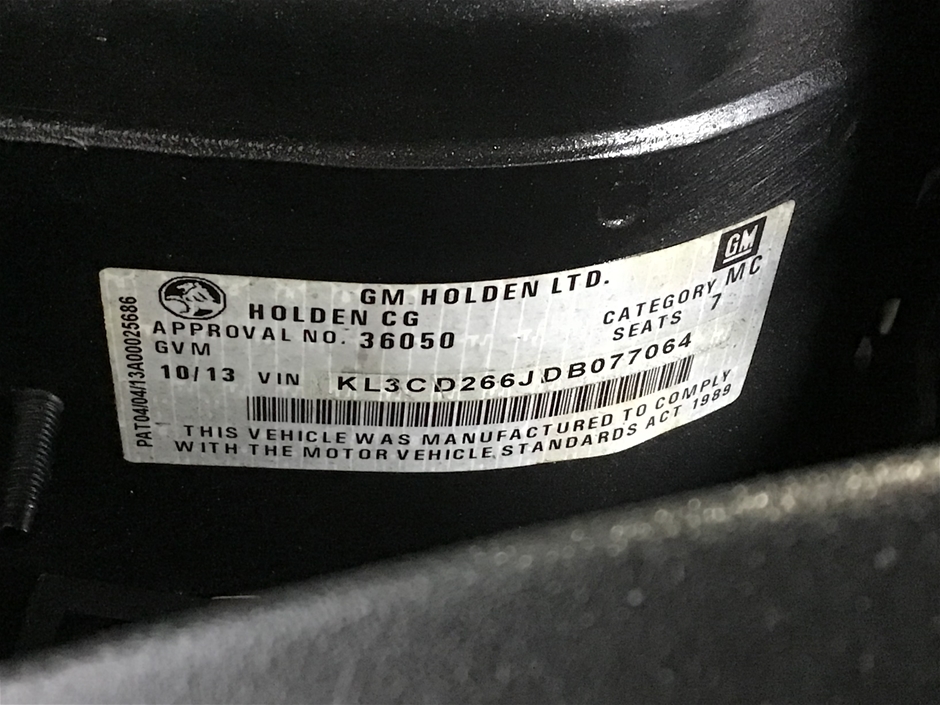 GM
GM HOLDEN LTD.
HOLDEN CG
CATEGORY MC
APPROVAL NO. 36050
SEATS 7
GVM
10/13 VIN KL3CD266JDB077064
THIS VEHICLE WAS MANUFACTURED TO COMPLY
WITH THE MOTOR VEHICLE STANDARDS ACT 1989
PAT04/04/13A00025686